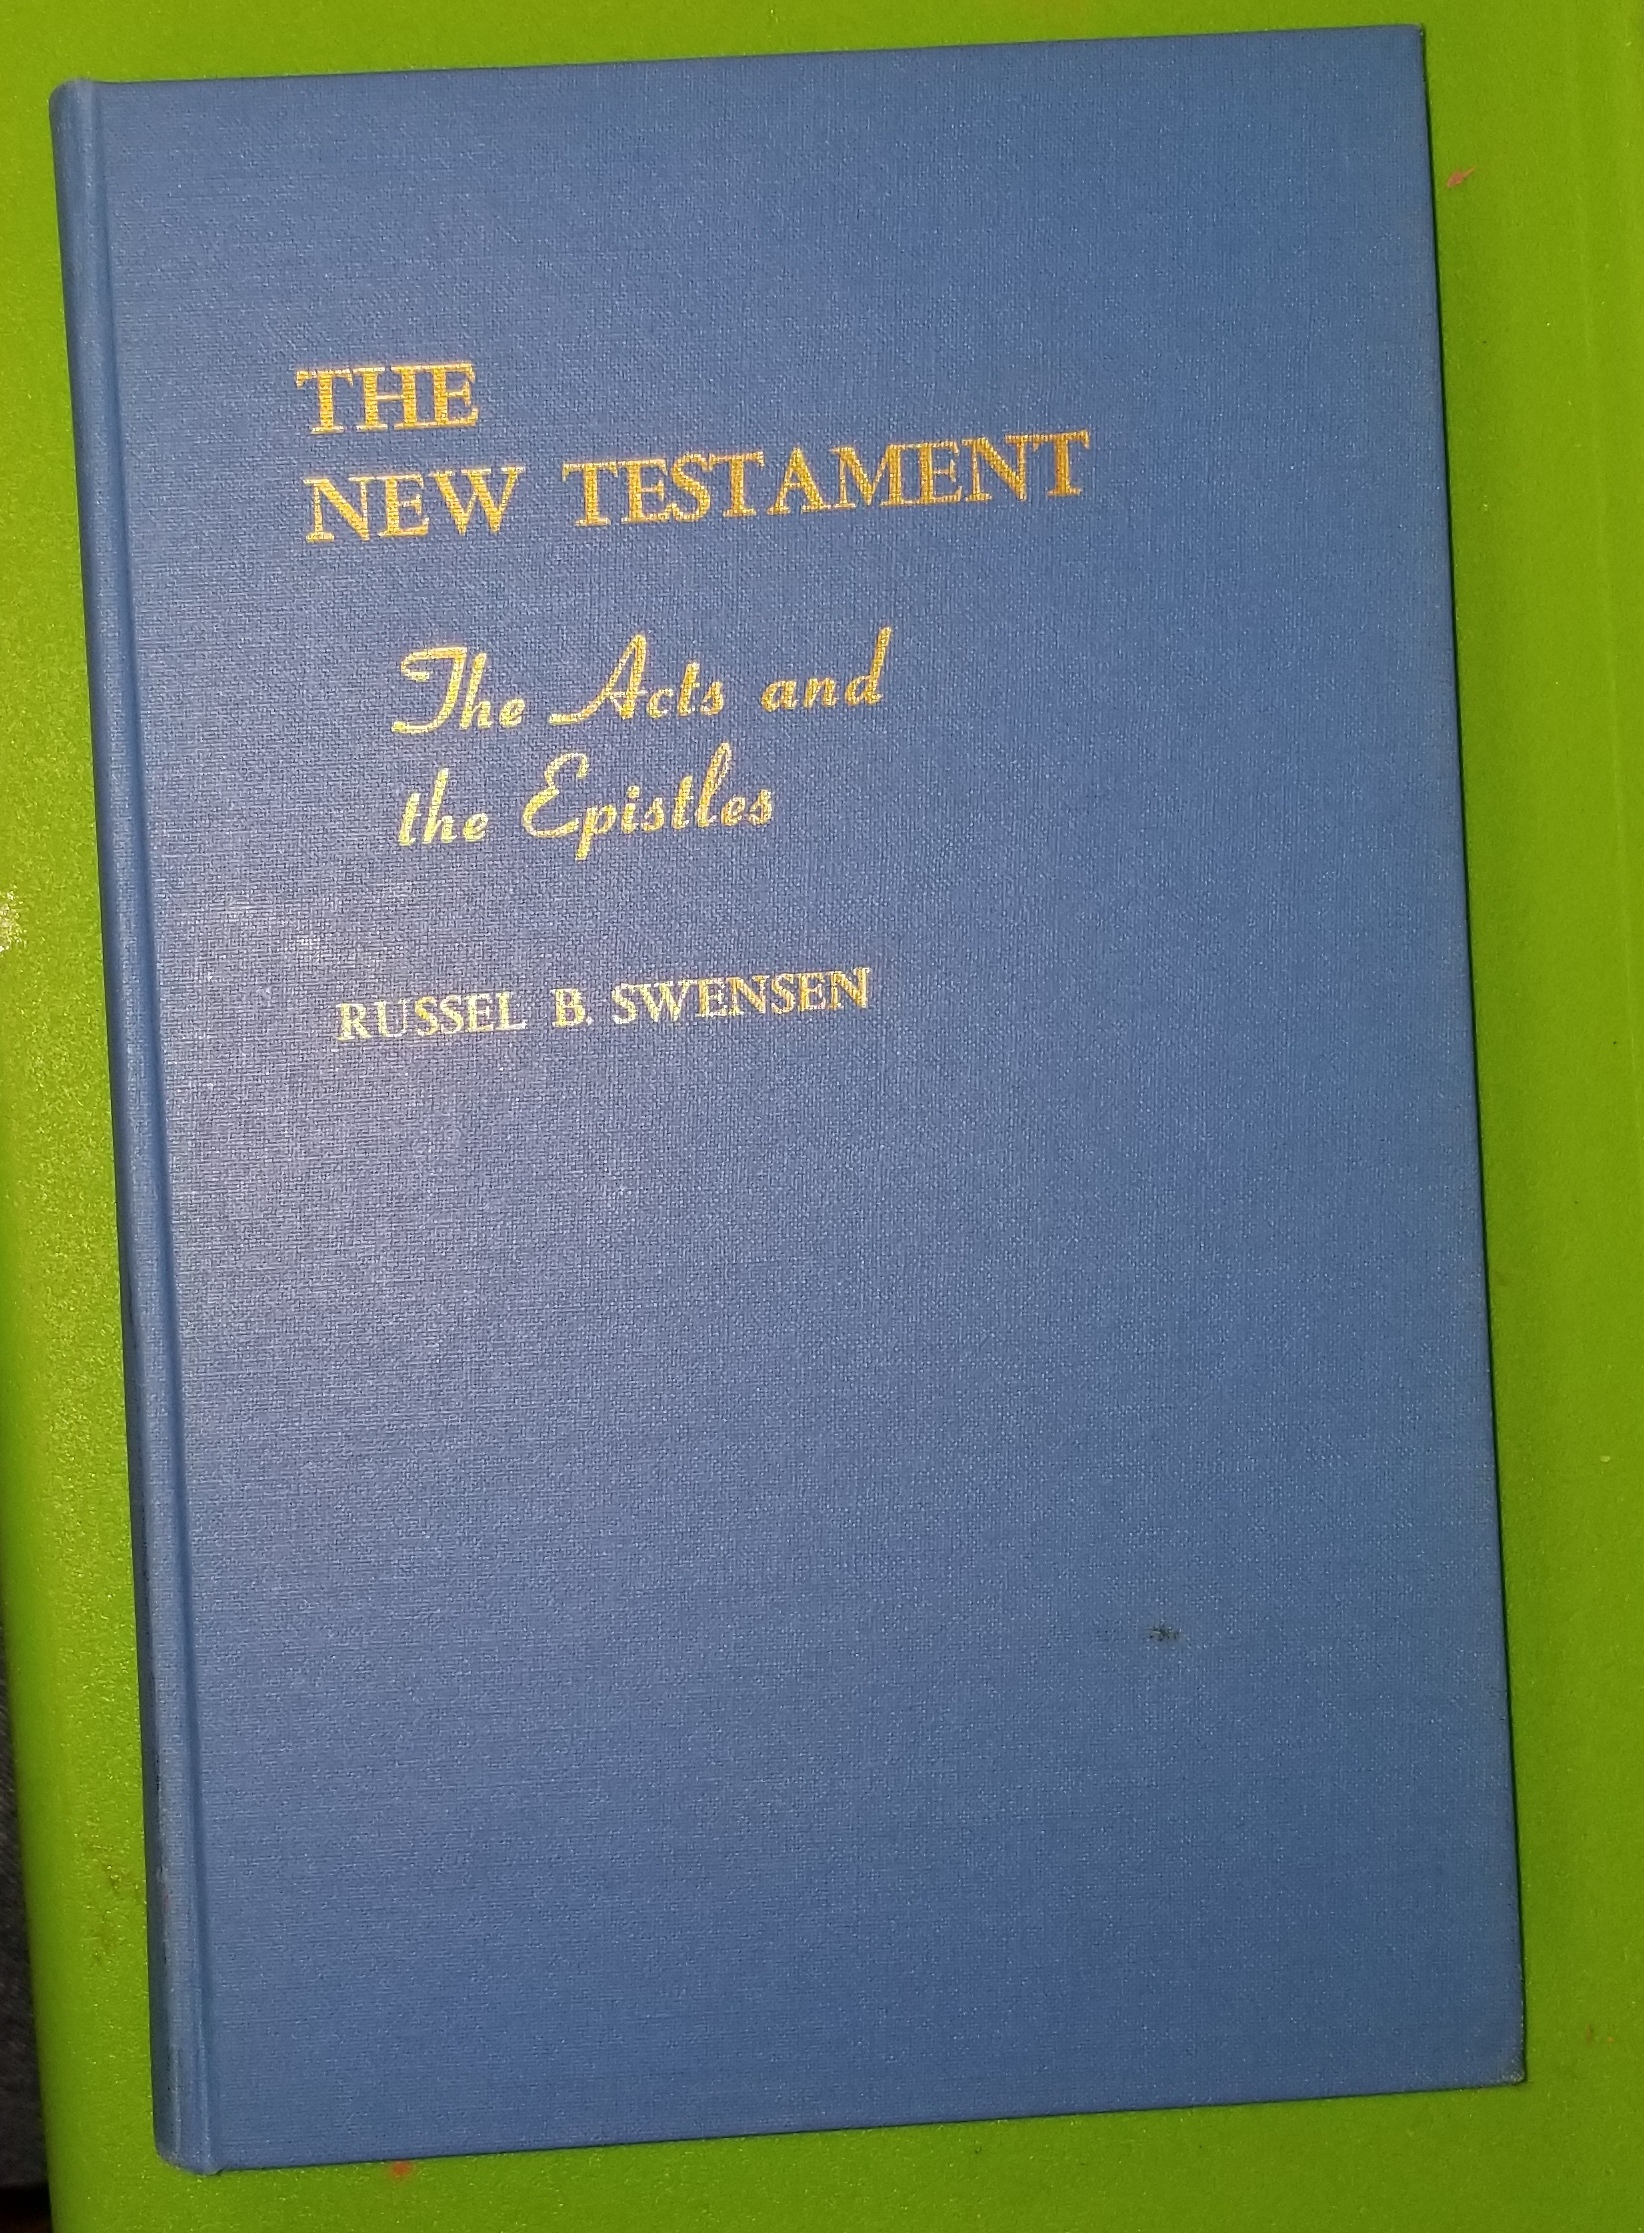 THE
NEW TESTAMENT
The Acts and
the Epistles
RUSSEL B. SWENSEN